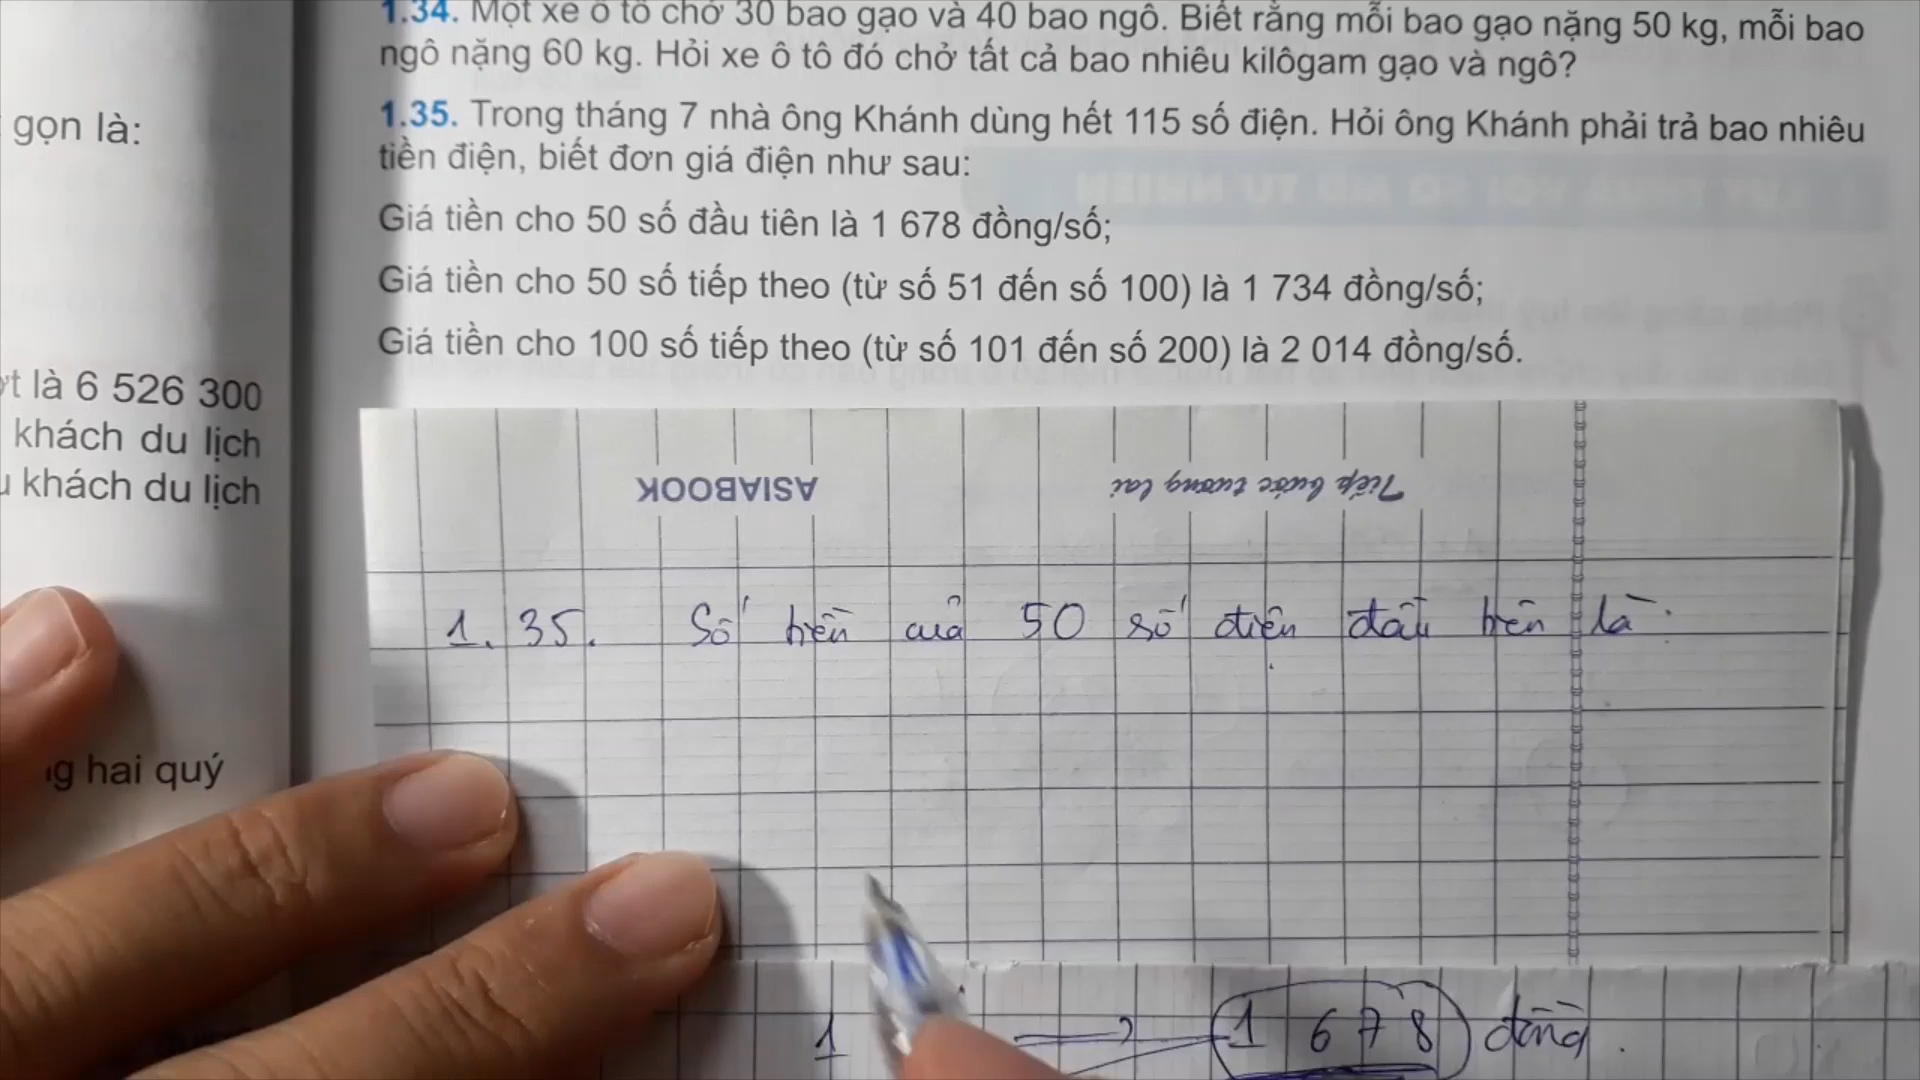 gọn là:
ợt là 6 526 300
khách du lịch
u khách du lịch
ng hai quý
1.34. Một xe ô tô chở 30 bao gạo và 40 bao ngô. Biết rằng mỗi bao gạo nặng 50 kg, mỗi bao
ngô nặng 60 kg. Hỏi xe ô tô đó chở tất cả bao nhiêu kilôgam gạo và ngô?
1.35. Trong tháng 7 nhà ông Khánh dùng hết 115 số điện. Hỏi ông Khánh phải trả bao nhiêu
tiền điện, biết đơn giá điện như sau:
Giá tiền cho 50 số đầu tiên là 1 678 đồng/số;
Giá tiền cho 50 số tiếp theo (từ số 51 đến số 100) là 1 734 đồng/số;
Giá tiền cho 100 số tiếp theo (từ số 101 đến số 200) là 2 014 đồng/số.
ASIABOOK Tiếp bước tương lai
1.35. Số tiền của 50 số điện đầu tiên là:
1 → 1 678 đồng.